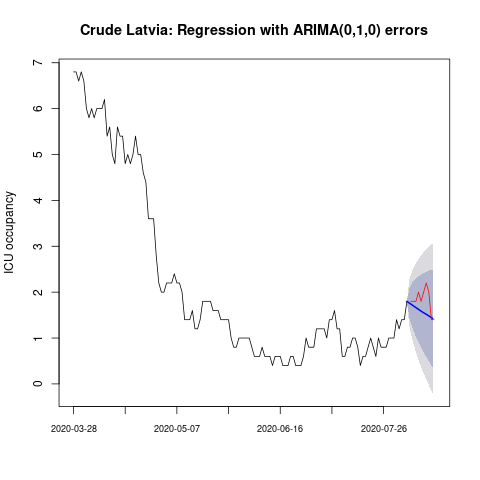 Crude Latvia: Regression with ARIMA(0,1,0) errors
ICU occupancy
7
6
5
4
3
2
1
0
2020-03-28 2020-05-07 2020-06-16 2020-07-26